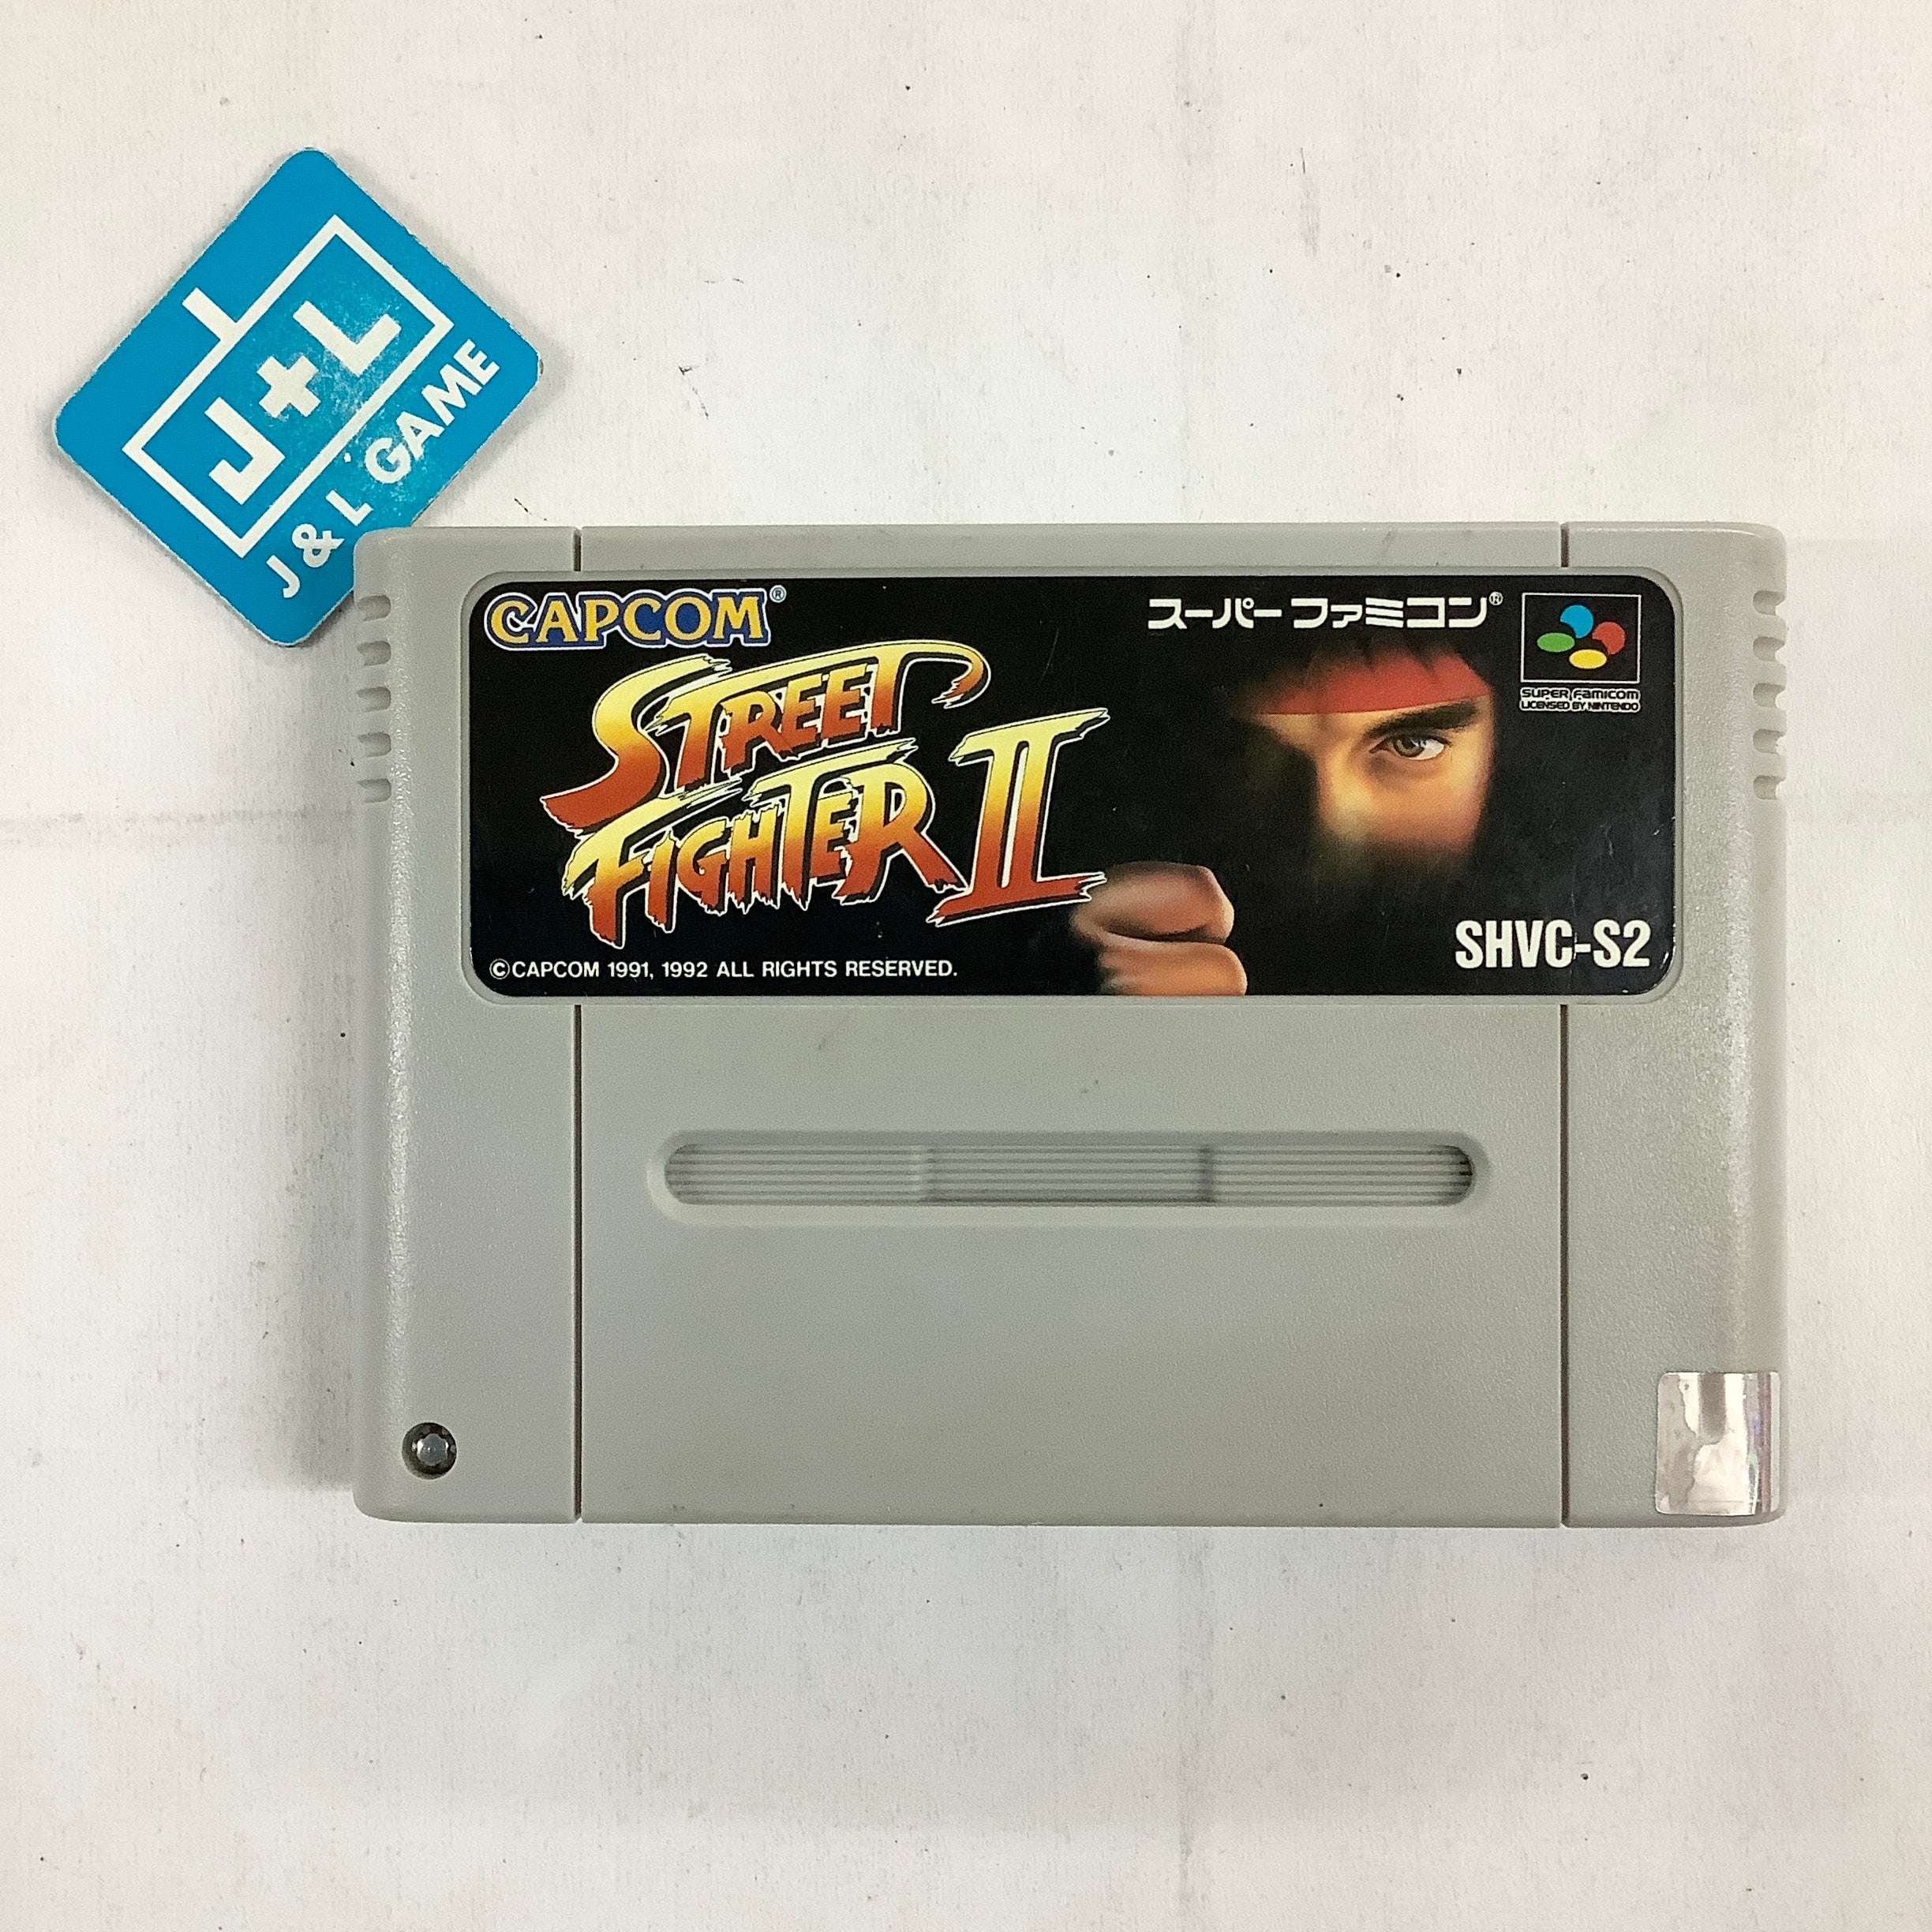 J+L
J & L GAME
CAPCOM®
スーパーファミコン®
STREET
FIGHTER II
SUPER FAMICOM
LICENSED BY NINTENDO
SHVC-S2
©CAPCOM 1991, 1992 ALL RIGHTS RESERVED.